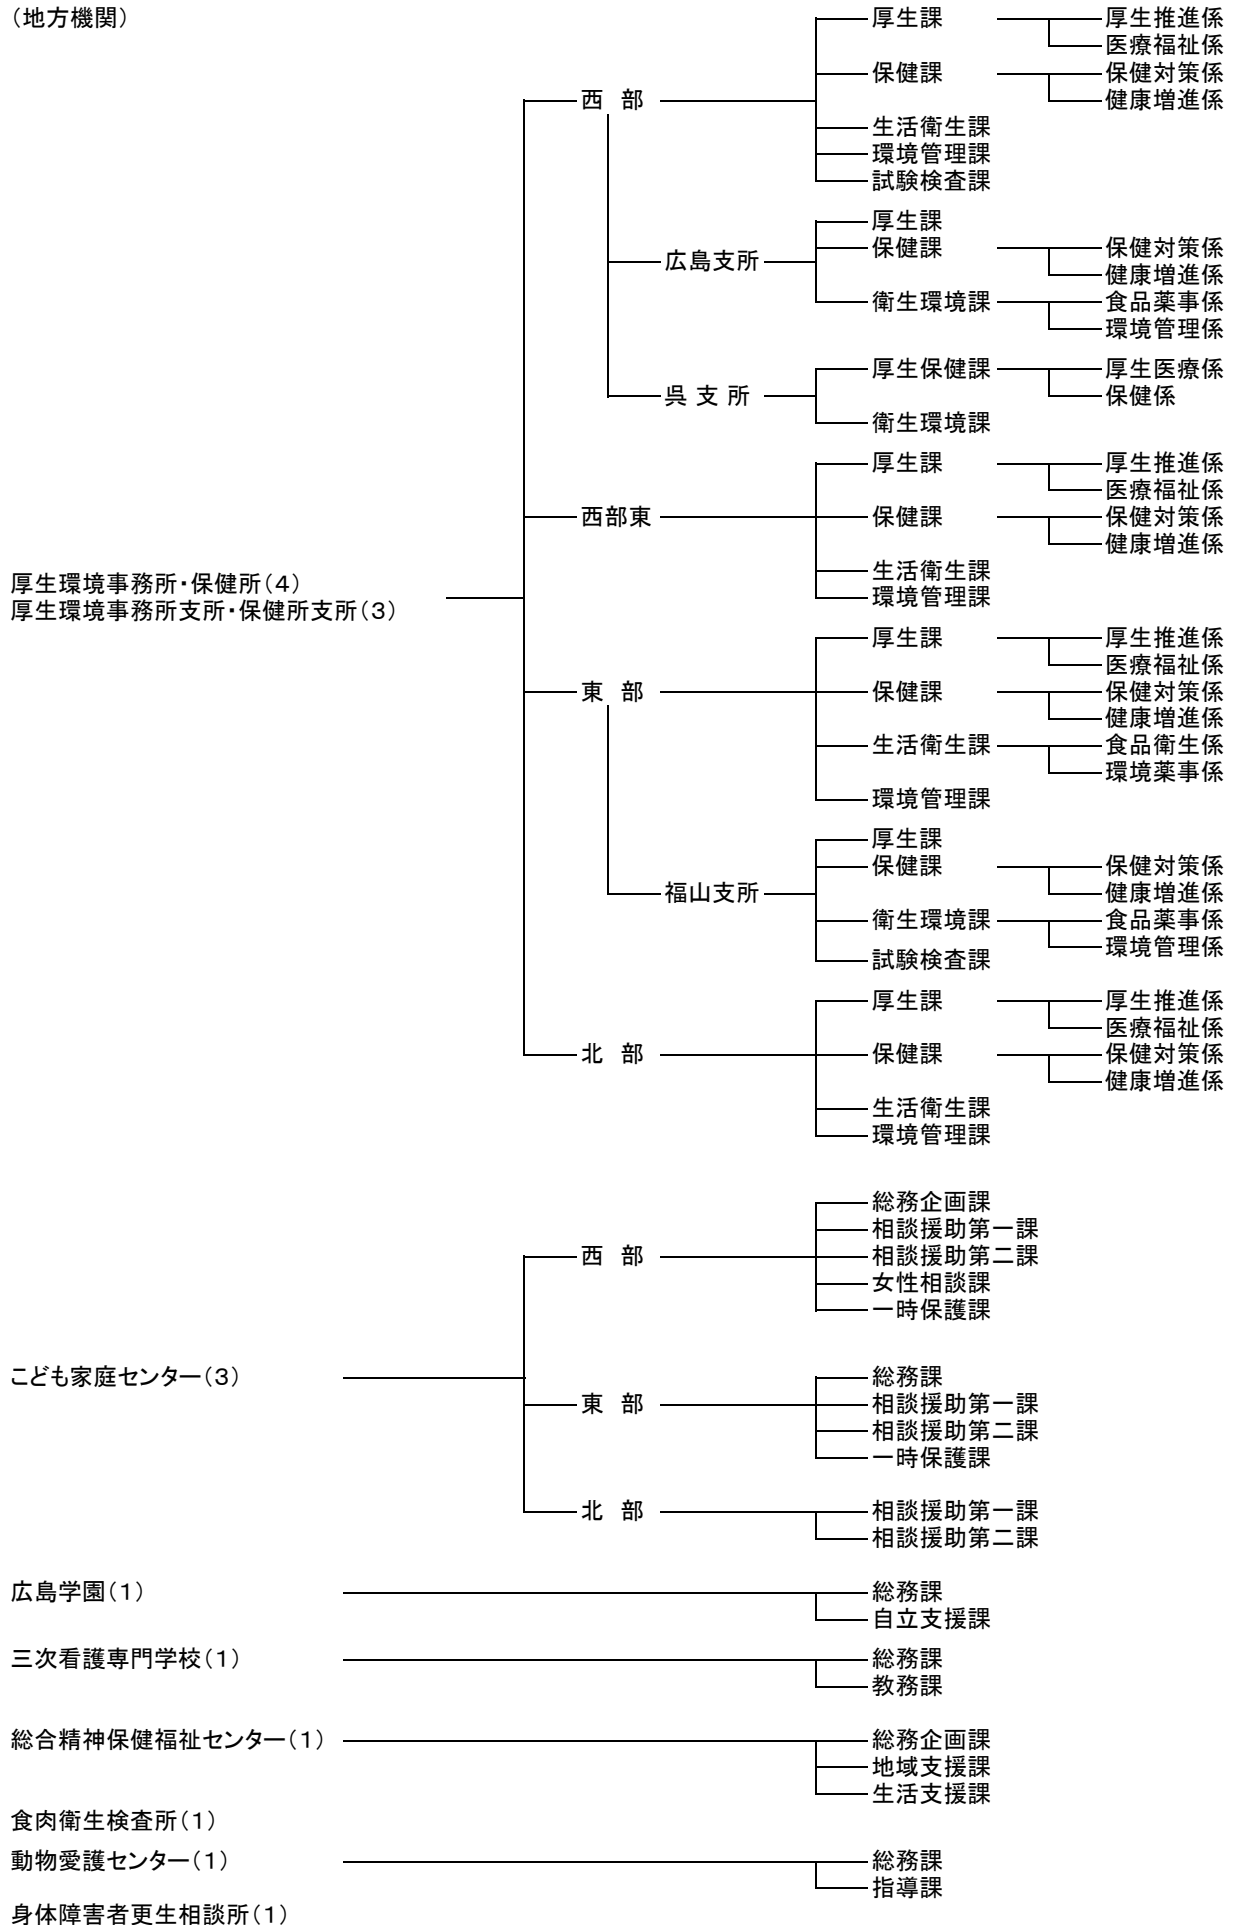 （地方機関）
厚生課 厚生推進係
医療福祉係
保健課 保健対策係
西 部 健康増進係
生活衛生課
環境管理課
試験検査課
厚生課
保健課 保健対策係
広島支所 健康増進係
衛生環境課 食品薬事係
環境管理係
厚生保健課 厚生医療係
呉 支 所 保健係
衛生環境課
厚生課 厚生推進係
医療福祉係
西部東 保健課 保健対策係
健康増進係
生活衛生課
厚生環境事務所・保健所（4）
環境管理課
厚生環境事務所支所・保健所支所（3）
厚生課 厚生推進係
医療福祉係
東 部 保健課 保健対策係
健康増進係
生活衛生課 食品衛生係
環境薬事係
環境管理課
厚生課
保健課 保健対策係
福山支所 健康増進係
衛生環境課 食品薬事係
環境管理係
試験検査課
厚生課 厚生推進係
医療福祉係
北 部 保健課 保健対策係
健康増進係
生活衛生課
環境管理課
総務企画課
相談援助第一課
西 部 相談援助第二課
女性相談課
一時保護課
こども家庭センター（3） 総務課
東 部 相談援助第一課
相談援助第二課
一時保護課
北 部 相談援助第一課
相談援助第二課
広島学園（1） 総務課
自立支援課
三次看護専門学校（1） 総務課
教務課
総合精神保健福祉センター（1） 総務企画課
地域支援課
生活支援課
食肉衛生検査所（1）
動物愛護センター（1） 総務課
指導課
身体障害者更生相談所（1）